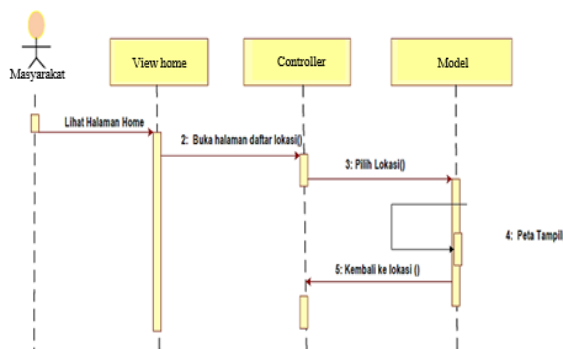 Masyarakat
View home
Controller
Model
Lihat Halaman Home
2: Buka halaman daftar lokasi()
3: Pilih Lokasi()
4: Peta Tampil
5: Kembali ke lokasi ()